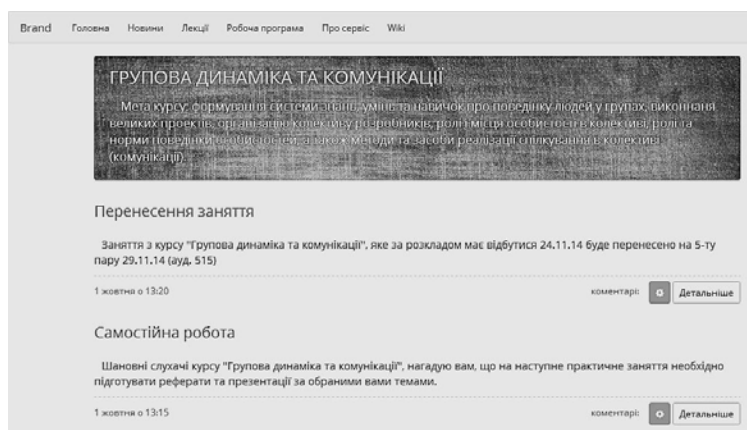 Brand Головна Новини Лекції Робоча програма Про сервіс Wiki
ГРУПОВА ДИНАМІКА ТА КОМУНІКАЦІЇ
Мета курсу: формування системи знань, умінь та навичок про поведінку людей у групах, виконнаня
великих проектів, організацію колективу розробників, ролі і місця особистості в колективі, ролі та
норми поведінки особистостей, а також методи та засоби реалізації спілкування в колективі
(комунікації).
Перенесення заняття
Заняття з курсу "Групова динаміка та комунікації", яке за розкладом має відбутися 24.11.14 буде перенесено на 5-ту
пару 29.11.14 (ауд. 515)
1 жовтня о 13:20 коментарі: 0 Детальніше
Самостійна робота
Шановні слухачі курсу "Групова динаміка та комунікації", нагадую вам, що на наступне практичне заняття необхідно
підготувати реферати та презентації за обраними вами темами.
1 жовтня о 13:15 коментарі: 0 Детальніше